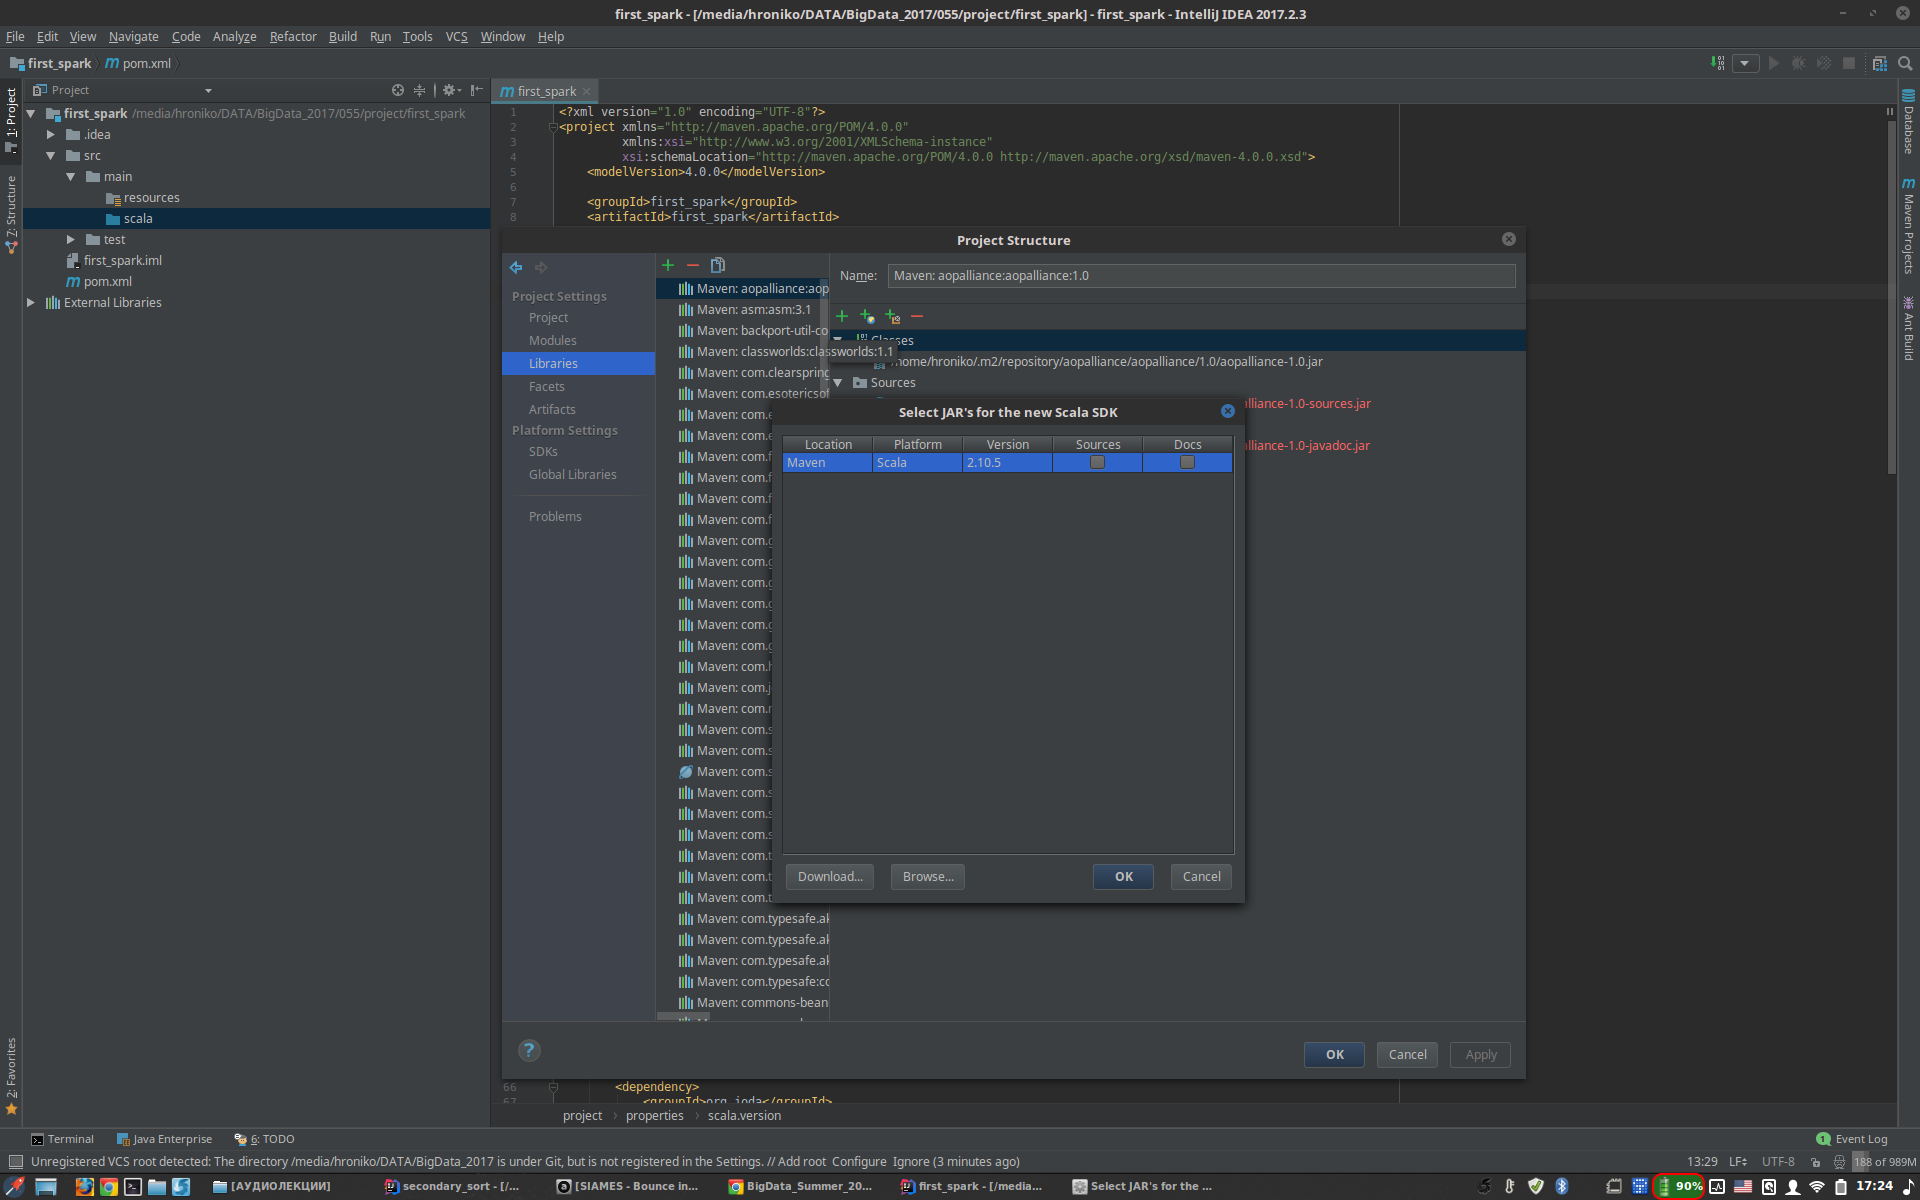 first_spark - [/media/hroniko/DATA/BigData_2017/055/project/first_spark] - first_spark - IntelliJ IDEA 2017.2.3
File Edit View Navigate Code Analyze Refactor Build Run Tools VCS Window Help
first_spark pom.xml
Project
first_spark
1: Project
7: Structure
2: Favorites
first_spark /media/hroniko/DATA/BigData_2017/055/project/first_spark
.idea
src
main
resources
scala
test
first_spark.iml
pom.xml
External Libraries
1 <?xml version="1.0" encoding="UTF-8"?>
2 <project xmlns="http://maven.apache.org/POM/4.0.0"
3 xmlns:xsi="http://www.w3.org/2001/XMLSchema-instance"
4 xsi:schemaLocation="http://maven.apache.org/POM/4.0.0 http://maven.apache.org/xsd/maven-4.0.0.xsd">
5 <modelVersion>4.0.0</modelVersion>
6
7 <groupId>first_spark</groupId>
8 <artifactId>first_spark</artifactId>
Database
Maven Projects
Ant Build
Project Structure
Project Settings
Project
Modules
Libraries
Facets
Artifacts
Platform Settings
SDKs
Global Libraries
Problems
Maven: aopalliance:aop
Maven: asm:asm:3.1
Maven: backport-util-co
Maven: classworlds:classworlds:1.1
Maven: com.clearspring
Maven: com.esotericsof
Maven: com.e
Maven: com.e
Maven: com.f
Maven: com.f
Maven: com.f
Maven: com.f
Maven: com.g
Maven: com.g
Maven: com.g
Maven: com.g
Maven: com.g
Maven: com.g
Maven: com.h
Maven: com.j
Maven: com.r
Maven: com.s
Maven: com.s
Maven: com.s
Maven: com.s
Maven: com.s
Maven: com.s
Maven: com.t
Maven: com.t
Maven: com.t
Maven: com.typesafe.ak
Maven: com.typesafe.ak
Maven: com.typesafe.ak
Maven: com.typesafe:co
Maven: commons-bean
Name: Maven: aopalliance:aopalliance:1.0
Classes
/home/hroniko/.m2/repository/aopalliance/aopalliance/1.0/aopalliance-1.0.jar
Sources
lliance-1.0-sources.jar
lliance-1.0-javadoc.jar
Select JAR's for the new Scala SDK
Location Platform Version Sources Docs
Maven Scala 2.10.5
Download... Browse... OK Cancel
? OK Cancel Apply
66 <dependency>
67 <groupId>org.joda</groupId>
project properties scala.version
Terminal Java Enterprise 6: TODO 1 Event Log
Unregistered VCS root detected: The directory /media/hroniko/DATA/BigData_2017 is under Git, but is not registered in the Settings. // Add root Configure Ignore (3 minutes ago) 13:29 LF UTF-8 188 of 989M
[АУДИОЛЕКЦИИ] secondary_sort - [/... [SIAMES - Bounce in... BigData_Summer_20... first_spark - [/media... Select JAR's for the ... 90% 17:24